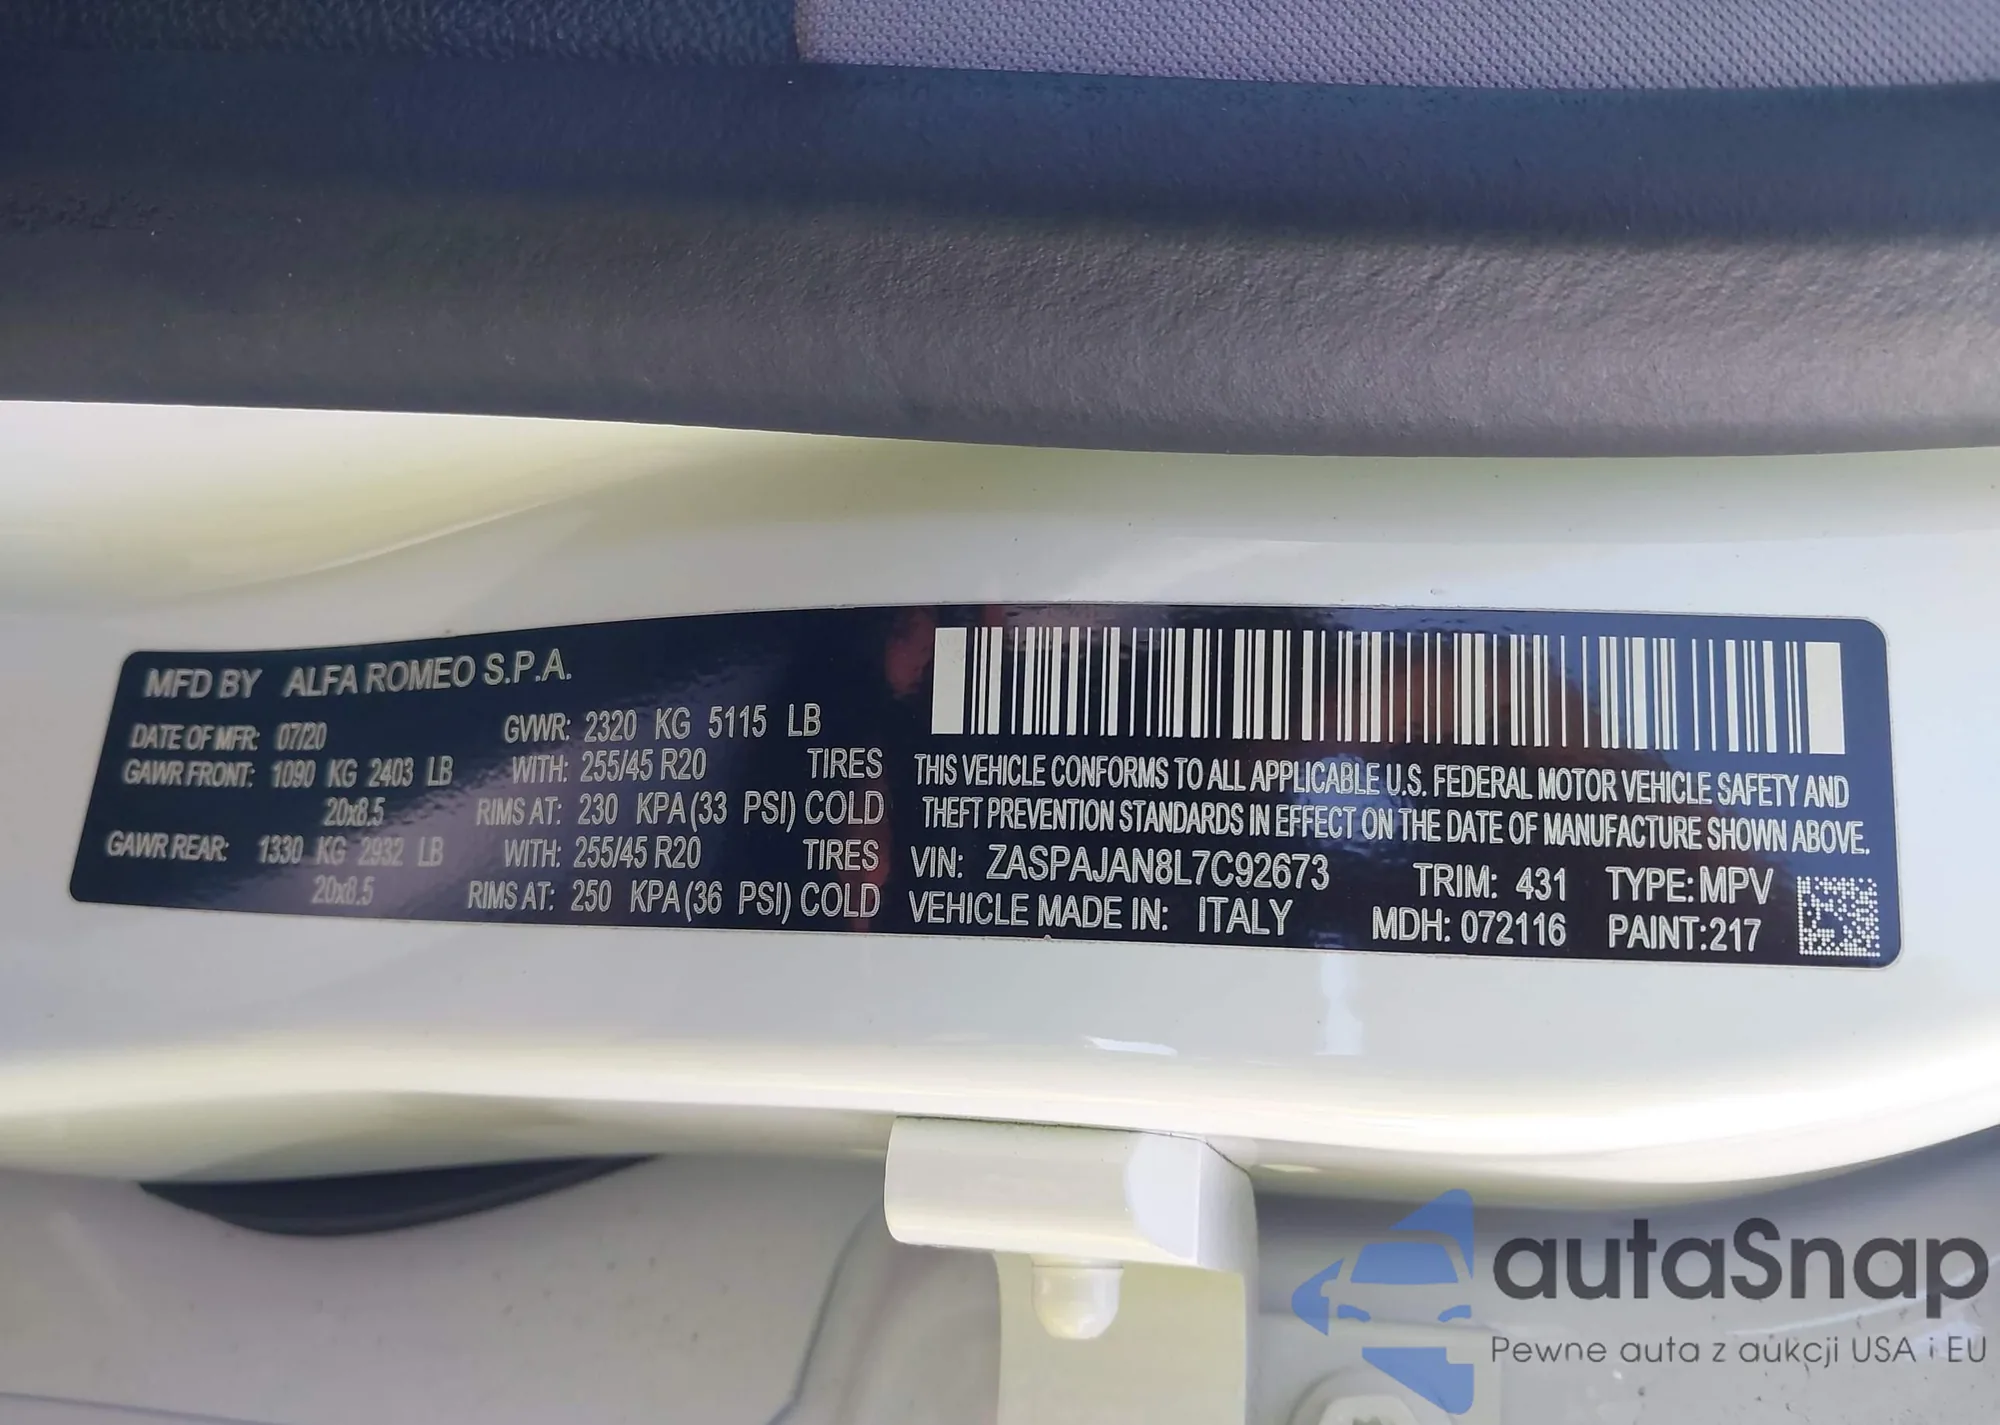 MFD BY ALFA ROMEO S.P.A.
DATE OF MFR: 07/20 GVWR: 2320 KG 5115 LB
GAWR FRONT: 1090 KG 2403 LB WITH: 255/45 R20 TIRES
20x8.5 RIMS AT: 230 KPA(33 PSI) COLD
GAWR REAR: 1330 KG 2932 LB WITH: 255/45 R20 TIRES
20x8.5 RIMS AT: 250 KPA(36 PSI) COLD
THIS VEHICLE CONFORMS TO ALL APPLICABLE U.S. FEDERAL MOTOR VEHICLE SAFETY AND
THEFT PREVENTION STANDARDS IN EFFECT ON THE DATE OF MANUFACTURE SHOWN ABOVE.
VIN: ZASPAJAN8L7C92673 TRIM: 431 TYPE: MPV
VEHICLE MADE IN: ITALY MDH: 072116 PAINT:217
autaSnap
Pewne auta z aukcji USA i EU